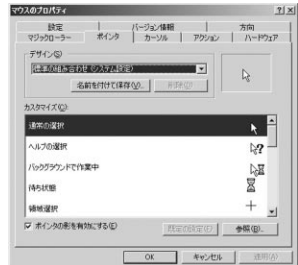 マウスのプロパティ
設定 バージョン情報 方向
マジックローラー ポインタ カーソル アクション ハードウェア
デザイン(S)
標準の組み合わせ (システム設定)
名前を付けて保存(V)... 削除(D)
カスタマイズ(C):
通常の選択
ヘルプの選択
バックグラウンドで作業中
待ち状態
領域選択
ポインタの影を有効にする(E) 既定の設定(F) 参照(B)...
OK キャンセル 適用(A)